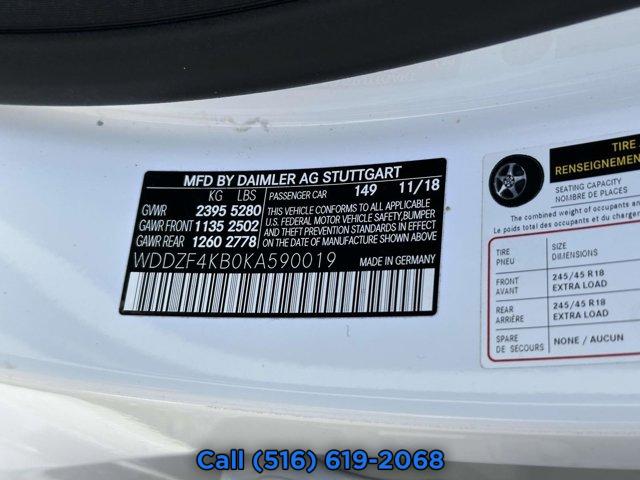 MFD BY DAIMLER AG STUTTGART
KG LBS PASSENGER CAR 149 11/18
GVWR 2395 5280
GAWR FRONT 1135 2502
GAWR REAR 1260 2778
THIS VEHICLE CONFORMS TO ALL APPLICABLE
U.S. FEDERAL MOTOR VEHICLE SAFETY, BUMPER
AND THEFT PREVENTION STANDARDS IN EFFECT
ON THE DATE OF MANUFACTURE SHOWN ABOVE.
WDDZF4KB0KA590019 MADE IN GERMANY
TIRE
RENSEIGNEMEN
SEATING CAPACITY
NOMBRE DE PLACES
The combined weight of occupants an
Le poids total des occupants et du c
TIRE SIZE
PNEU DIMENSIONS
FRONT 245/45 R18
AVANT EXTRA LOAD
REAR 245/45 R18
ARRIÈRE EXTRA LOAD
SPARE NONE / AUCUN
DE SECOURS
Call (516) 619-2068